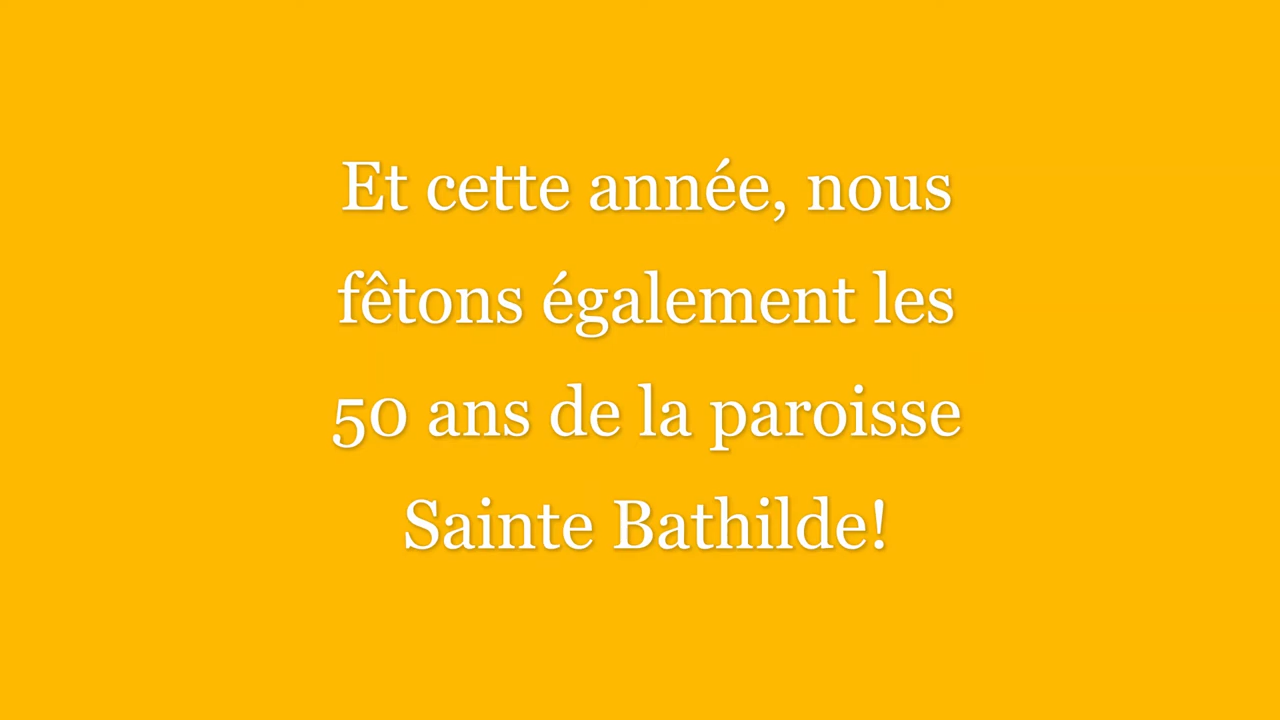 Et cette année, nous
fêtons également les
50 ans de la paroisse
Sainte Bathilde!